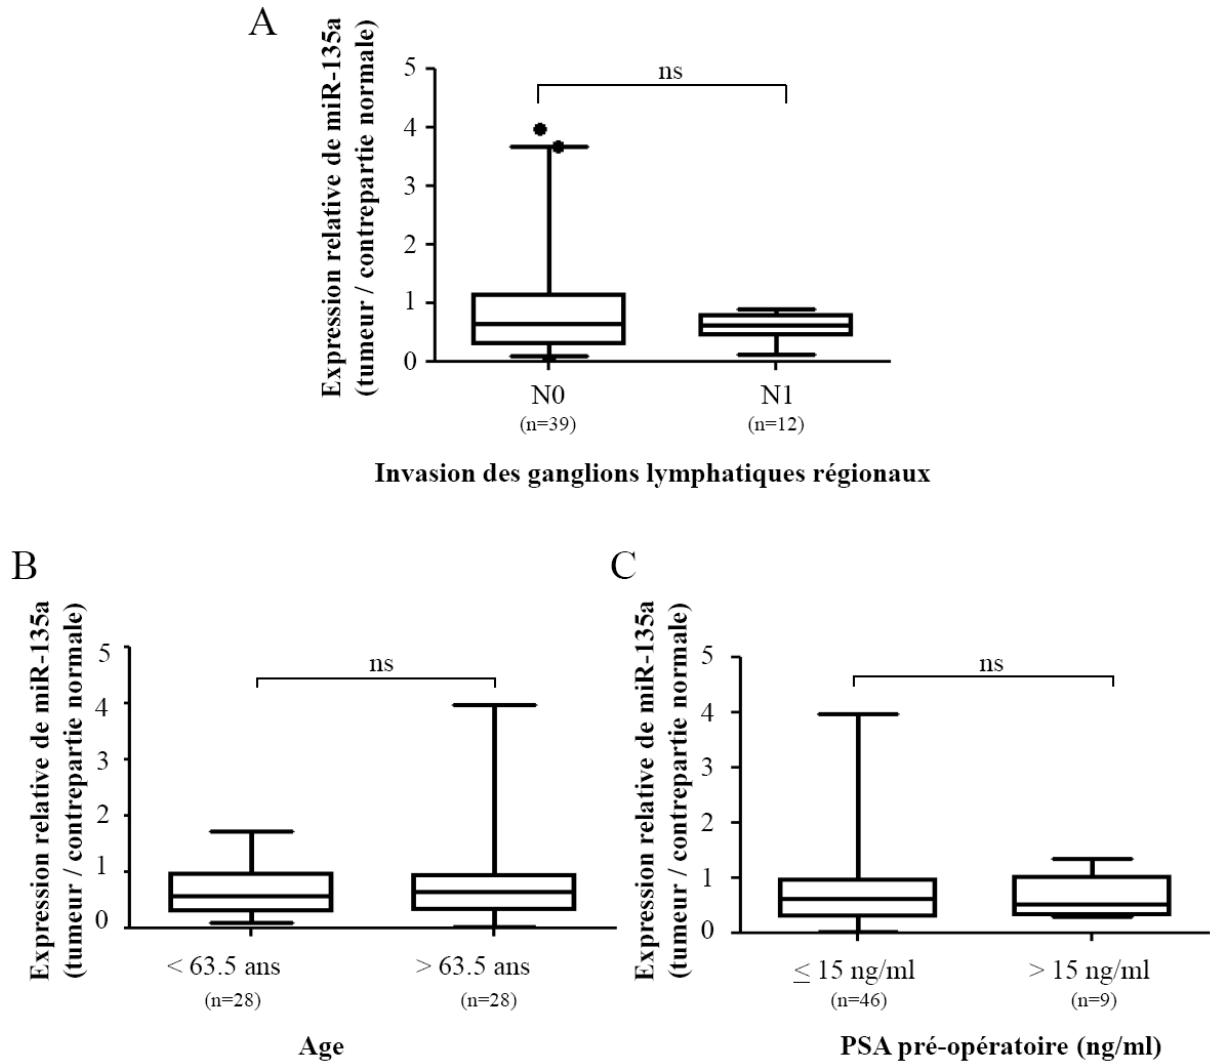 A
Expression relative de miR-135a
(tumeur / contrepartie normale)
5
4
3
2
1
0
ns
N0
N1
(n=39)
(n=12)
Invasion des ganglions lymphatiques régionaux
B
Expression relative de miR-135a
(tumeur / contrepartie normale)
5
4
3
2
1
0
ns
< 63.5 ans
> 63.5 ans
(n=28)
(n=28)
Age
C
Expression relative de miR-135a
(tumeur / contrepartie normale)
5
4
3
2
1
0
ns
≤ 15 ng/ml
> 15 ng/ml
(n=46)
(n=9)
PSA pré-opératoire (ng/ml)